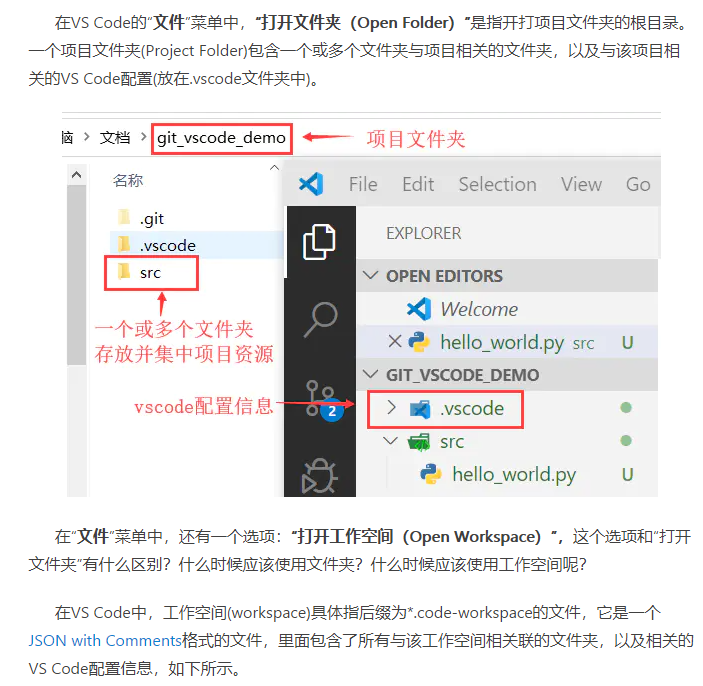 在VS Code的“文件”菜单中，“打开文件夹（Open Folder）”是指开打项目文件夹的根目录。
一个项目文件夹(Project Folder)包含一个或多个文件夹与项目相关的文件夹，以及与该项目相
关的VS Code配置(放在.vscode文件夹中)。
脑 > 文档 > git_vscode_demo
项目文件夹
名称
.git
.vscode
src
一个或多个文件夹
存放并集中项目资源
vscode配置信息
File Edit Selection View Go
EXPLORER
OPEN EDITORS
Welcome
hello_world.py src U
GIT_VSCODE_DEMO
2
.vscode
src
hello_world.py U
在“文件”菜单中，还有一个选项：“打开工作空间（Open Workspace）”，这个选项和“打开
文件夹”有什么区别？什么时候应该使用文件夹？什么时候应该使用工作空间呢？
在VS Code中，工作空间(workspace)具体指后缀为*.code-workspace的文件，它是一个
JSON with Comments格式的文件，里面包含了所有与该工作空间相关联的文件夹，以及相关的
VS Code配置信息，如下所示。